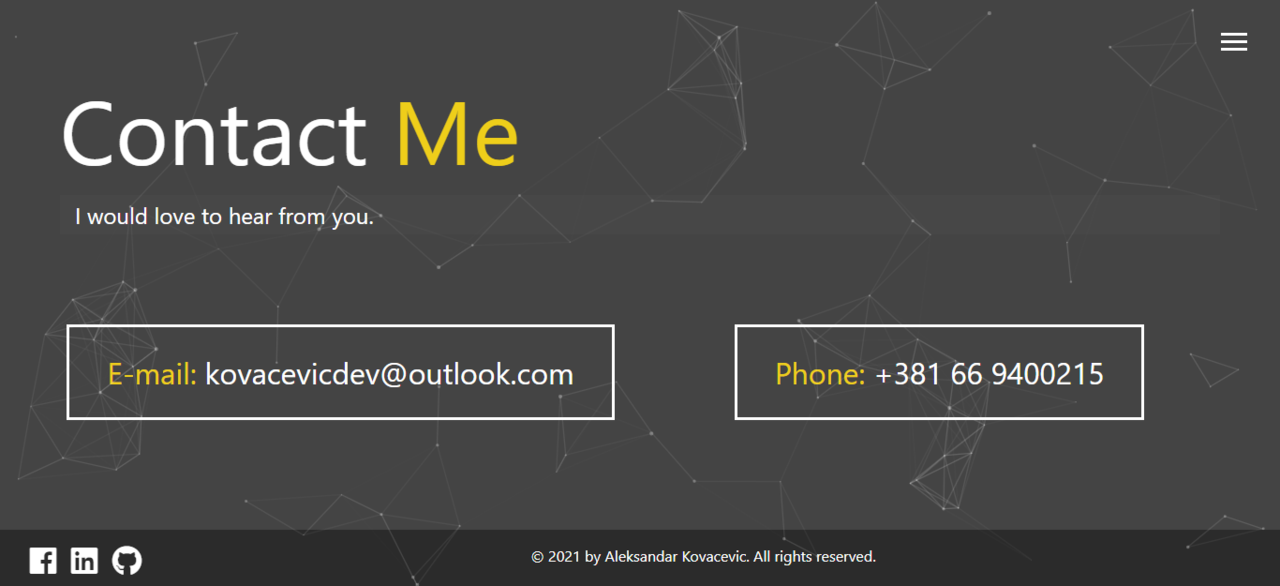 Contact Me
I would love to hear from you.
E-mail: kovacevicdev@outlook.com
Phone: +381 66 9400215
© 2021 by Aleksandar Kovacevic. All rights reserved.